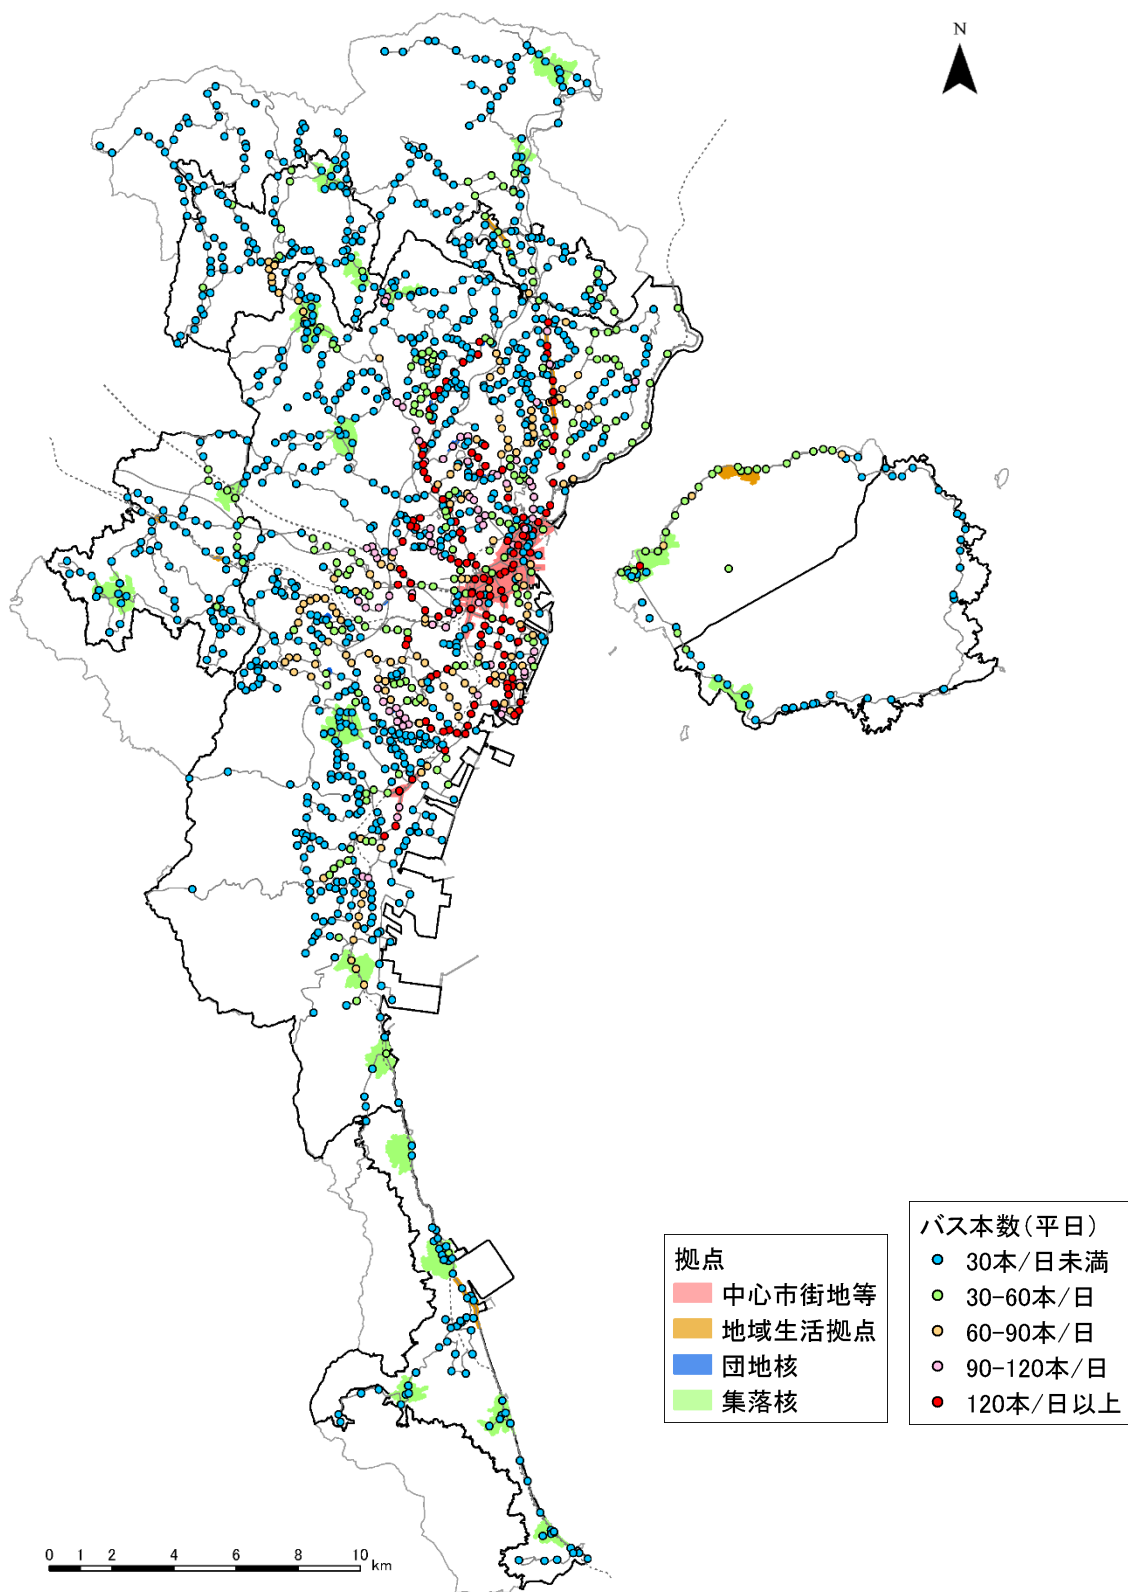 N
拠点
中心市街地等
地域生活拠点
団地核
集落核
バス本数(平日)
30本/日未満
30-60本/日
60-90本/日
90-120本/日
120本/日以上
0 1 2 4 6 8 10
km